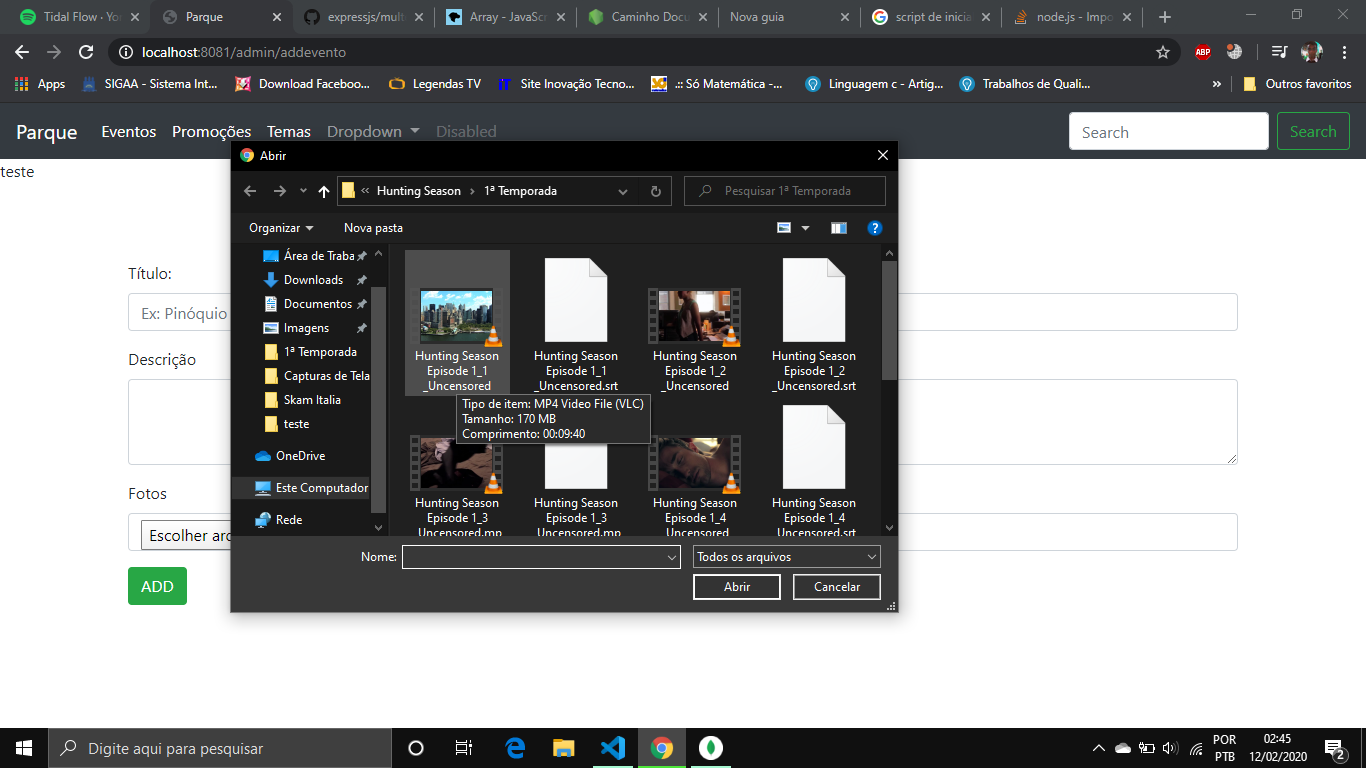 Tidal Flow · Yo
Parque
expressjs/mult
Array - JavaSc
Caminho Docu
Nova guia
script de inicia
node.js - Impo
localhost:8081/admin/addevento
ABP
Apps
SIGAA - Sistema Int...
Download Faceboo...
Legendas TV
IT
Site Inovação Tecno...
.:: Só Matemática -...
Linguagem c - Artig...
Trabalhos de Quali...
»
Outros favoritos
Parque
Eventos
Promoções
Temas
Dropdown
Disabled
Search
Search
teste
Abrir
«
Hunting Season
1ª Temporada
Pesquisar 1ª Temporada
Organizar
Nova pasta
?
Área de Traba
Downloads
Documentos
Imagens
1ª Temporada
Capturas de Tela
Skam Italia
teste
OneDrive
Este Computador
Rede
Hunting Season
Episode 1_1
_Uncensored
Hunting Season
Episode 1_1
_Uncensored.srt
Hunting Season
Episode 1_2
_Uncensored
Hunting Season
Episode 1_2
_Uncensored.srt
Tipo de item: MP4 Video File (VLC)
Tamanho: 170 MB
Comprimento: 00:09:40
Hunting Season
Episode 1_3
_Uncensored.mp
Hunting Season
Episode 1_3
_Uncensored.mp
Hunting Season
Episode 1_4
_Uncensored
Hunting Season
Episode 1_4
_Uncensored.srt
Nome:
Todos os arquivos
Abrir
Cancelar
Título:
Ex: Pinóquio
Descrição
Fotos
Escolher arq
ADD
Digite aqui para pesquisar
POR
PTB
02:45
12/02/2020
2